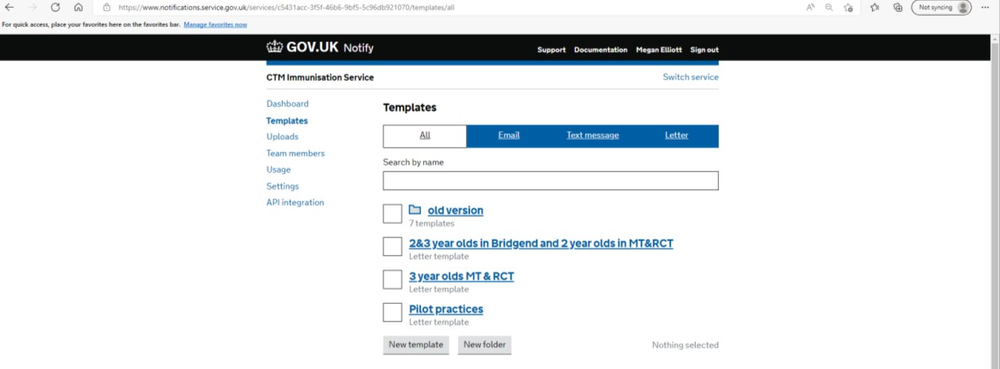 https://www.notifications.service.gov.uk/services/c5431acc-3f5f-46b6-9bf5-5c96db921070/templates/all
Not syncing
For quick access, place your favorites here on the favorites bar. Manage favorites now
GOV.UK Notify
Support Documentation Megan Elliott Sign out
CTM Immunisation Service
Switch service
Dashboard
Templates
Uploads
Team members
Usage
Settings
API integration
Templates
All Email Text message Letter
Search by name
old version
7 templates
2&3 year olds in Bridgend and 2 year olds in MT&RCT
Letter template
3 year olds MT & RCT
Letter template
Pilot practices
Letter template
New template New folder Nothing selected